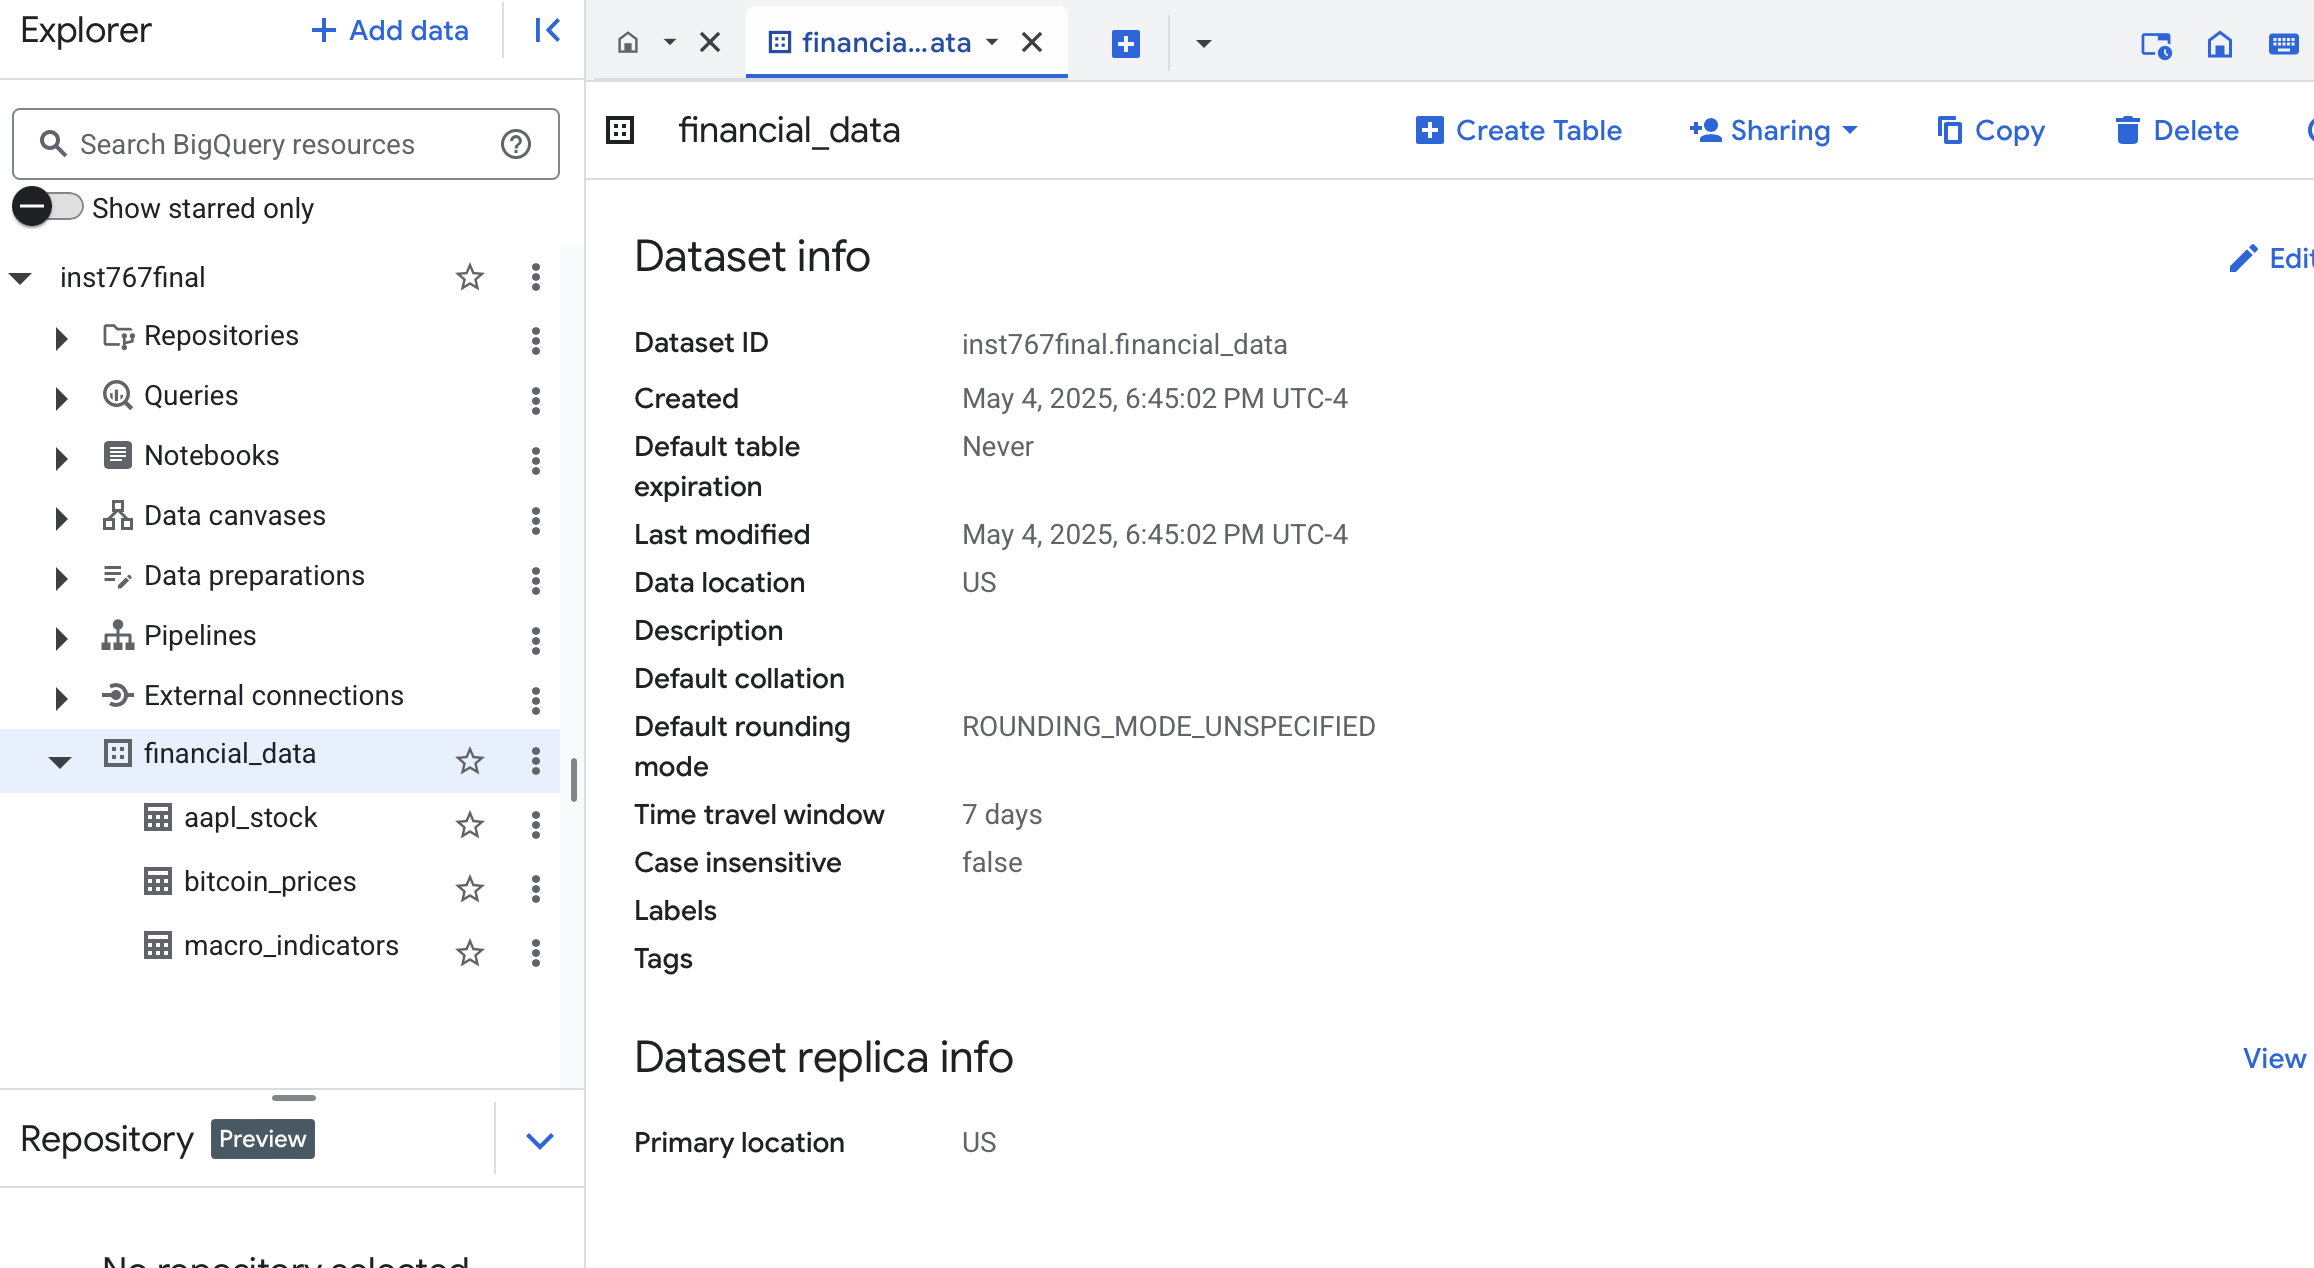 Explorer
Add data
Search BigQuery resources
Show starred only
inst767final
Repositories
Queries
Notebooks
Data canvases
Data preparations
Pipelines
External connections
financial_data
aapl_stock
bitcoin_prices
macro_indicators
Repository Preview
No repository selected
financia...ata
financial_data
Create Table
Sharing
Copy
Delete
Dataset info
Edit
Dataset ID inst767final.financial_data
Created May 4, 2025, 6:45:02 PM UTC-4
Default table Never
expiration
Last modified May 4, 2025, 6:45:02 PM UTC-4
Data location US
Description
Default collation
Default rounding ROUNDING_MODE_UNSPECIFIED
mode
Time travel window 7 days
Case insensitive false
Labels
Tags
Dataset replica info
View
Primary location US